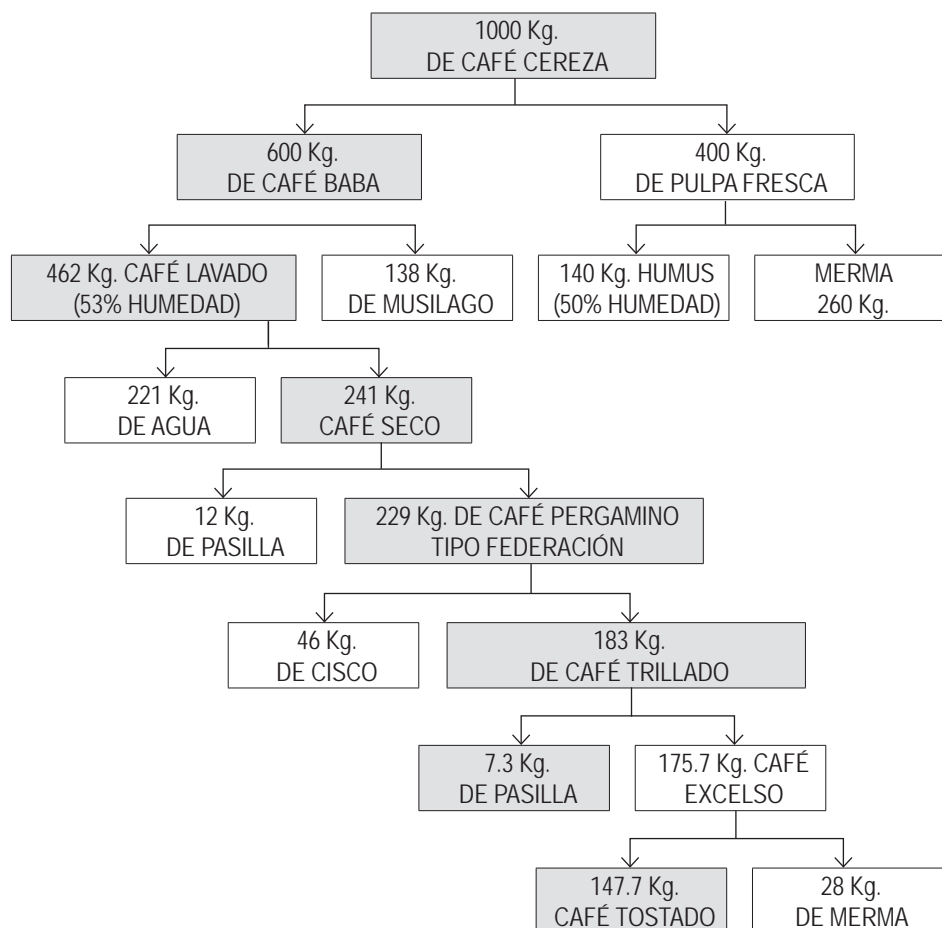 1000 Kg.
DE CAFÉ CEREZA
600 Kg.
DE CAFÉ BABA
400 Kg.
DE PULPA FRESCA
462 Kg. CAFÉ LAVADO
(53% HUMEDAD)
138 Kg.
DE MUSILAGO
140 Kg. HUMUS
(50% HUMEDAD)
MERMA
260 Kg.
221 Kg.
DE AGUA
241 Kg.
CAFÉ SECO
12 Kg.
DE PASILLA
229 Kg. DE CAFÉ PERGAMINO
TIPO FEDERACIÓN
46 Kg.
DE CISCO
183 Kg.
DE CAFÉ TRILLADO
7.3 Kg.
DE PASILLA
175.7 Kg. CAFÉ
EXCELSO
147.7 Kg.
CAFÉ TOSTADO
28 Kg.
DE MERMA